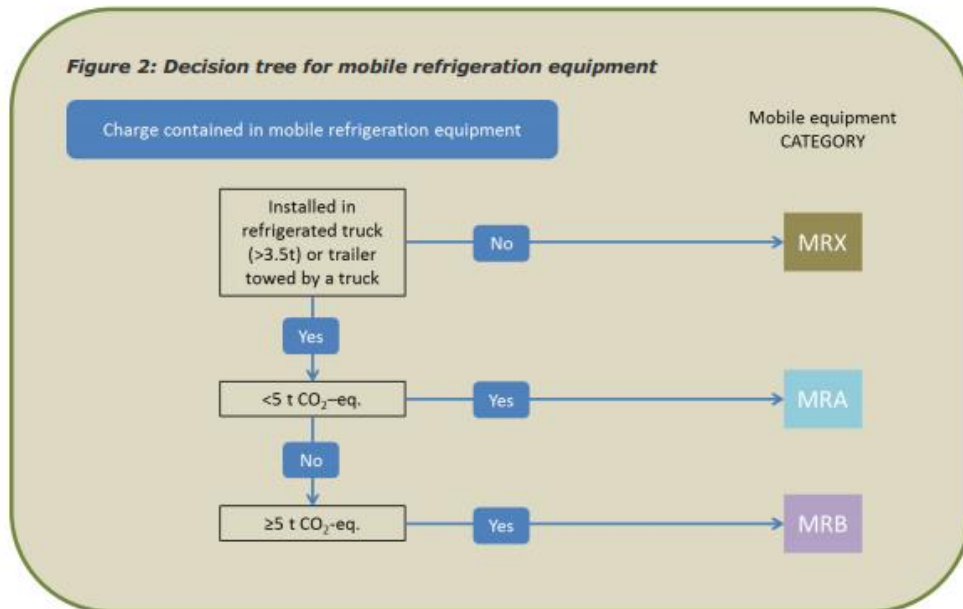 Figure 2: Decision tree for mobile refrigeration equipment
Charge contained in mobile refrigeration equipment
Mobile equipment
CATEGORY
Installed in
refrigerated truck
(>3.5t) or trailer
towed by a truck
No
MRX
Yes
<5 t CO₂–eq.
Yes
MRA
No
≥5 t CO₂-eq.
Yes
MRB